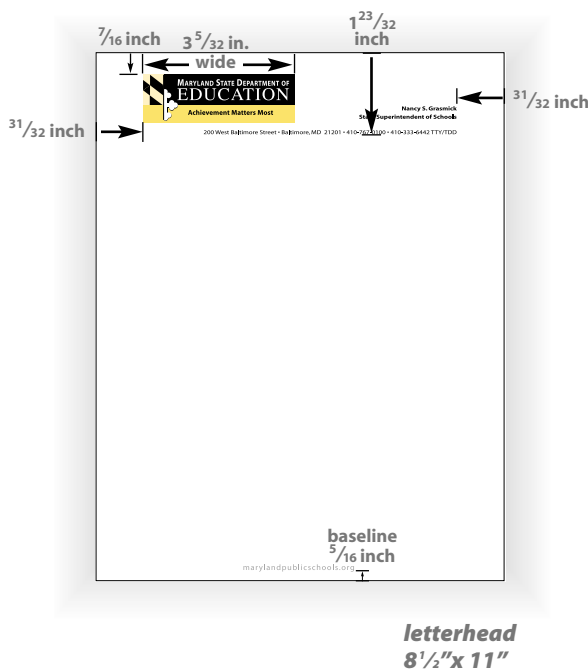 1 23/32
inch
7/16 inch
3 5/32 in.
wide
MARYLAND STATE DEPARTMENT OF
EDUCATION
Achievement Matters Most
31/32 inch
Nancy S. Grasmick
State Superintendent of Schools
31/32 inch
200 West Baltimore Street • Baltimore, MD 21201 • 410-767-0100 • 410-333-6442 TTY/TDD
baseline
5/16 inch
marylandpublicschools.org
letterhead
8 1/2”x 11”